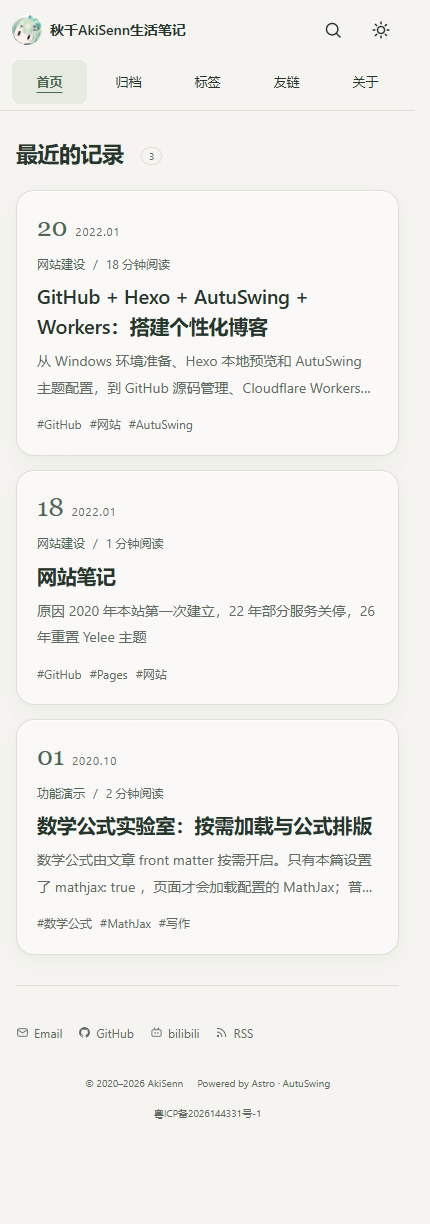 秋千AkiSenn生活笔记
首页 归档 标签 友链 关于
最近的记录 3
20 2022.01
网站建设 / 18 分钟阅读
GitHub + Hexo + AutuSwing +
Workers：搭建个性化博客
从 Windows 环境准备、Hexo 本地预览和 AutuSwing
主题配置，到 GitHub 源码管理、Cloudflare Workers...
#GitHub #网站 #AutuSwing
18 2022.01
网站建设 / 1 分钟阅读
网站笔记
原因 2020 年本站第一次建立，22 年部分服务关停，26
年重置 Yelee 主题
#GitHub #Pages #网站
01 2020.10
功能演示 / 2 分钟阅读
数学公式实验室：按需加载与公式排版
数学公式由文章 front matter 按需开启。只有本篇设置
了 mathjax: true ，页面才会加载配置的 MathJax；普...
#数学公式 #MathJax #写作
Email GitHub bilibili RSS
© 2020–2026 AkiSenn Powered by Astro · AutuSwing
粤ICP备2026144331号-1